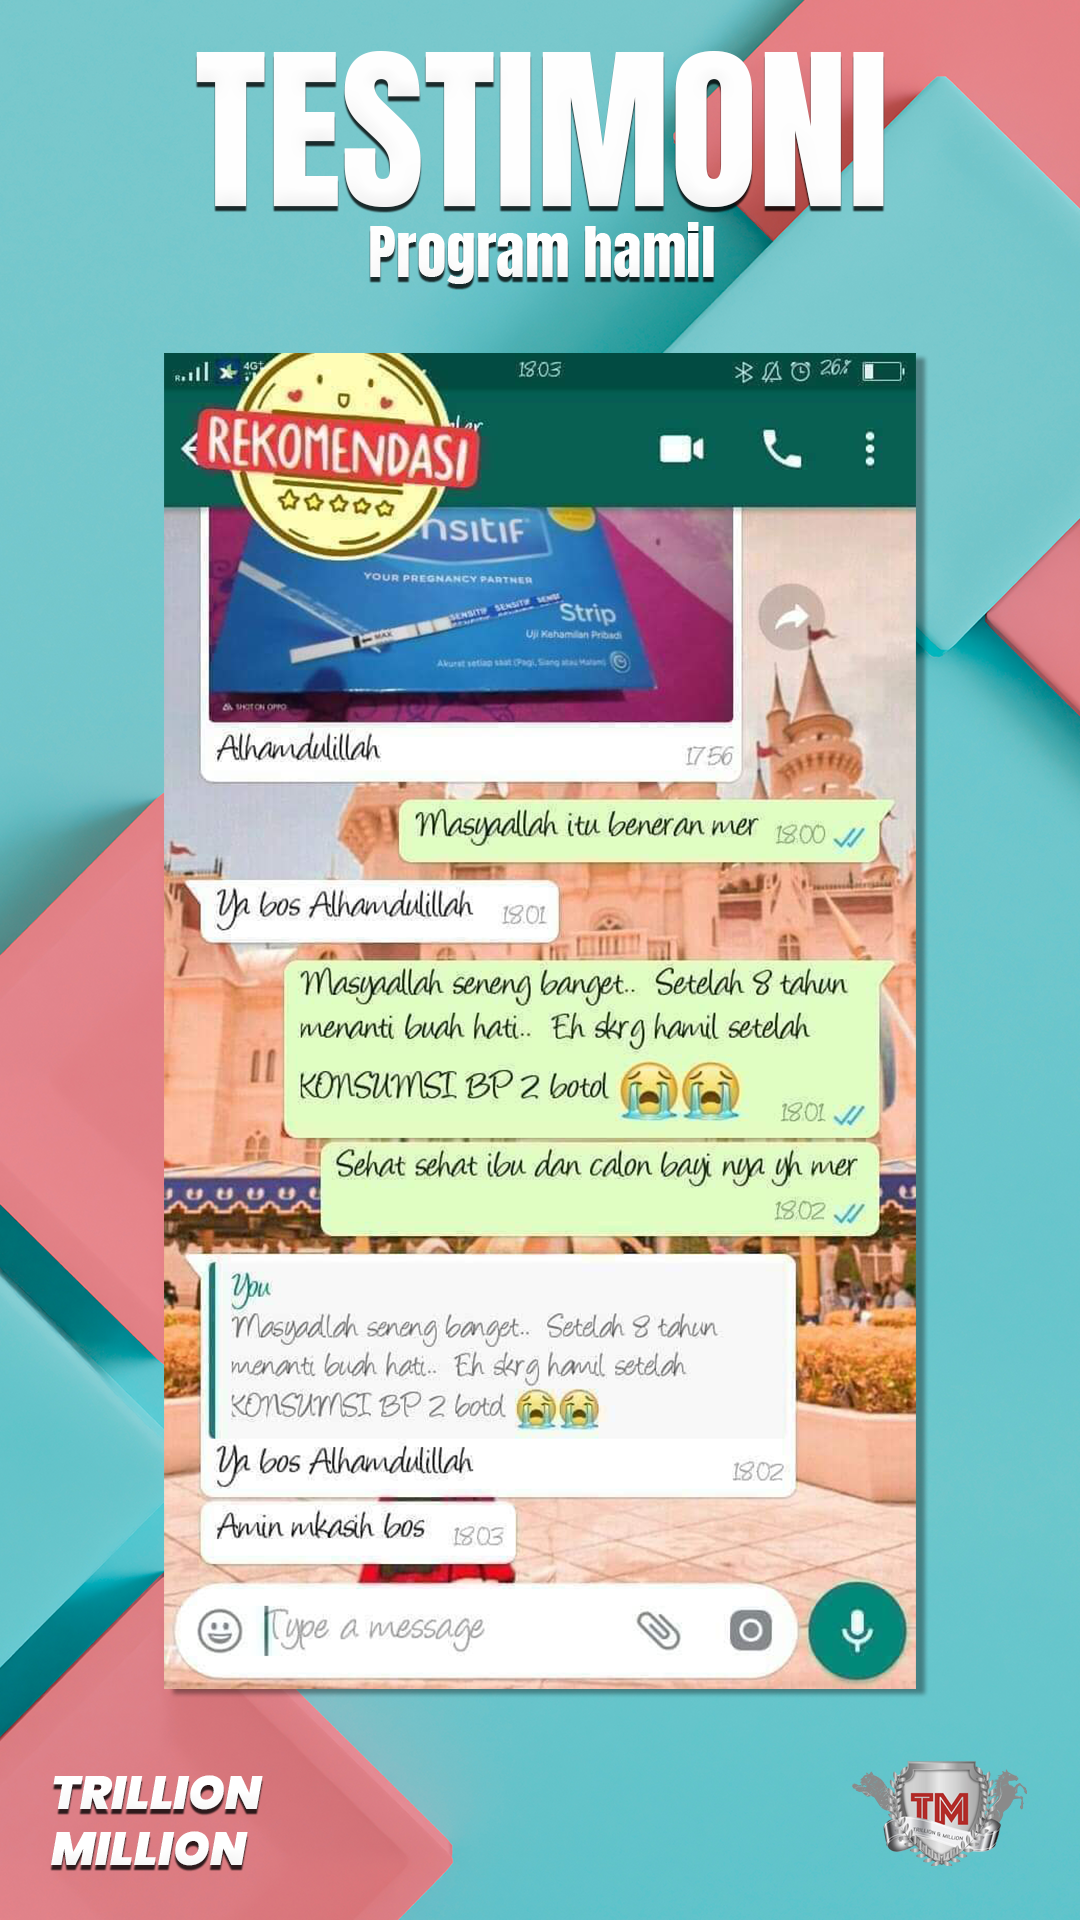 TESTIMONI
Program hamil
4G+
18:03
26%
REKOMENDASI
nsitif
YOUR PREGNANCY PARTNER
MAX
SENSITIF SENSITIF SENSI
Strip
Uji Kehamilan Pribadi
Akurat setiap saat (Pagi, Siang atau Malam)
SHOT ON OPPO
Alhamdulillah
17:56
Masyaallah itu beneran mer 18:00
Ya bos Alhamdulillah 18:01
Masyaallah seneng banget.. Setelah 8 tahun
menanti buah hati.. Eh skrg hamil setelah
KONSUMSI BP 2 botol 😭😭
18:01
Sehat sehat ibu dan calon bayi nya yh mer
18:02
You
Masyaallah seneng banget.. Setelah 8 tahun
menanti buah hati.. Eh skrg hamil setelah
KONSUMSI BP 2 botol 😭😭
Ya bos Alhamdulillah
18:02
Amin mkasih bos 18:03
Type a message
TRILLION
MILLION
TM
TRILLION & MILLION